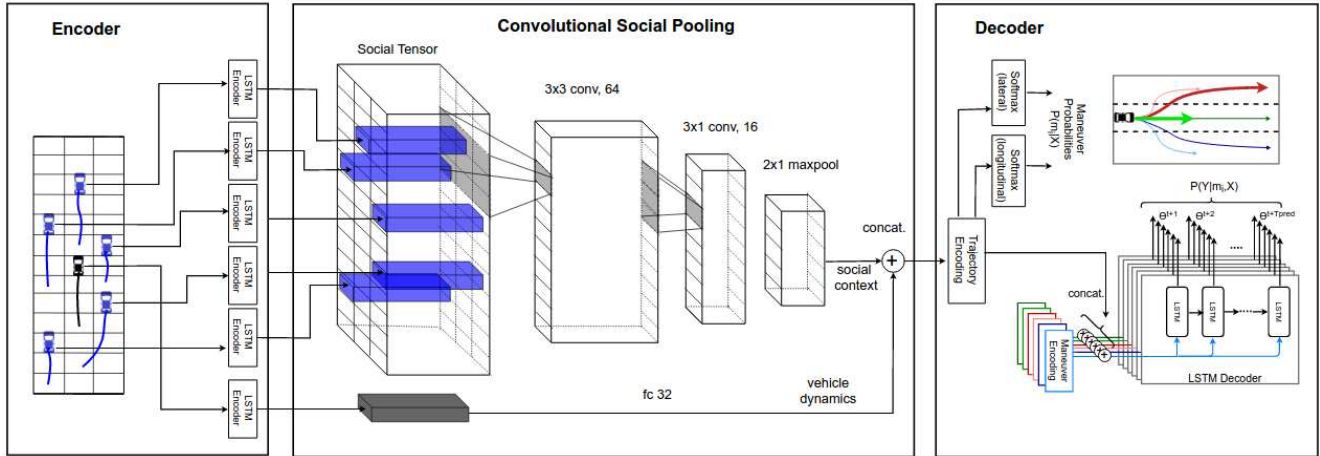 Encoder
LSTM
Encoder
LSTM
Encoder
LSTM
Encoder
LSTM
Encoder
LSTM
Encoder
LSTM
Encoder
Convolutional Social Pooling
Social Tensor
3x3 conv, 64
3x1 conv, 16
2x1 maxpool
concat.
+
social
context
fc 32
vehicle
dynamics
Decoder
Softmax
(lateral)
Softmax
(longitudinal)
Maneuver
Probabilities
P(mᵢ|X)
Trajectory
Encoding
P(Y|mᵢ,X)
Θᵗ⁺¹
Θᵗ⁺²
....
Θᵗ⁺ᵀᵖʳᵉᵈ
concat.
LSTM
LSTM
LSTM
Maneuver
Encoding
LSTM Decoder